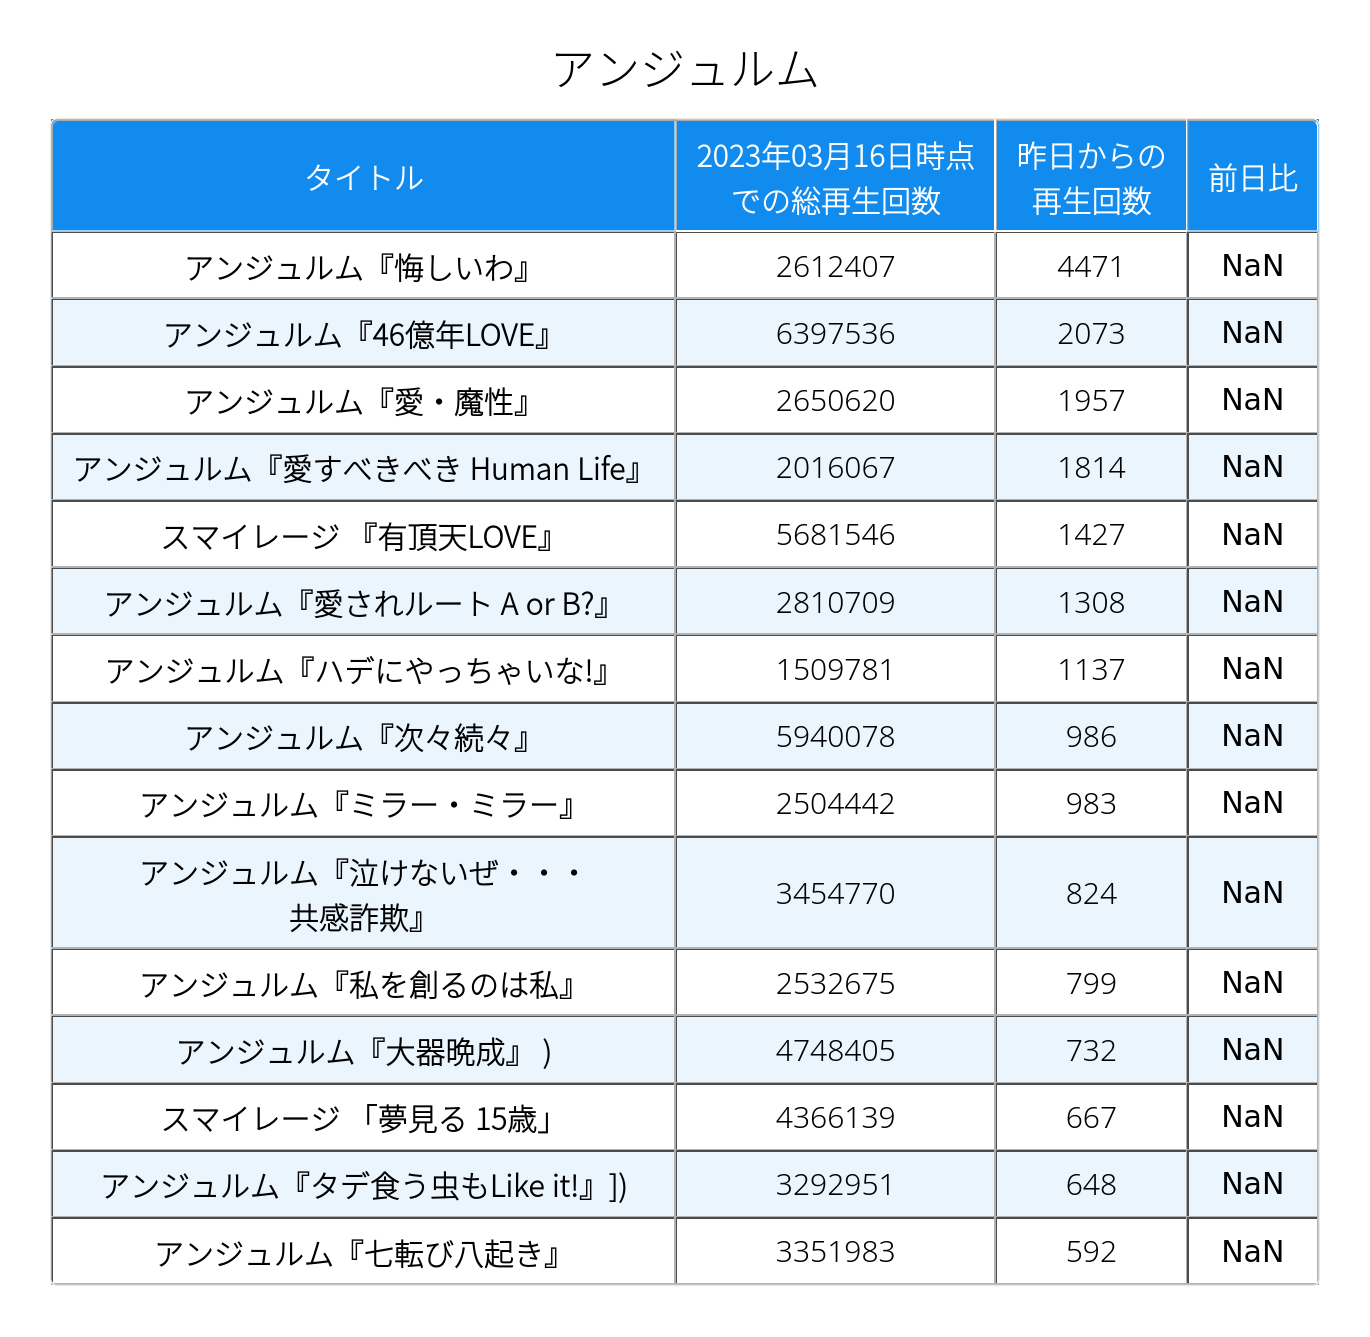 アンジュルム
タイトル
2023年03月16日時点
での総再生回数
昨日からの
再生回数
前日比
アンジュルム『悔しいわ』 2612407 4471 NaN
アンジュルム『46億年LOVE』 6397536 2073 NaN
アンジュルム『愛・魔性』 2650620 1957 NaN
アンジュルム『愛すべきべき Human Life』 2016067 1814 NaN
スマイレージ 『有頂天LOVE』 5681546 1427 NaN
アンジュルム『愛されルート A or B?』 2810709 1308 NaN
アンジュルム『ハデにやっちゃいな!』 1509781 1137 NaN
アンジュルム『次々続々』 5940078 986 NaN
アンジュルム『ミラー・ミラー』 2504442 983 NaN
アンジュルム『泣けないぜ・・・
共感詐欺』 3454770 824 NaN
アンジュルム『私を創るのは私』 2532675 799 NaN
アンジュルム『大器晩成』 ) 4748405 732 NaN
スマイレージ 「夢見る 15歳」 4366139 667 NaN
アンジュルム『タデ食う虫もLike it!』]) 3292951 648 NaN
アンジュルム『七転び八起き』 3351983 592 NaN